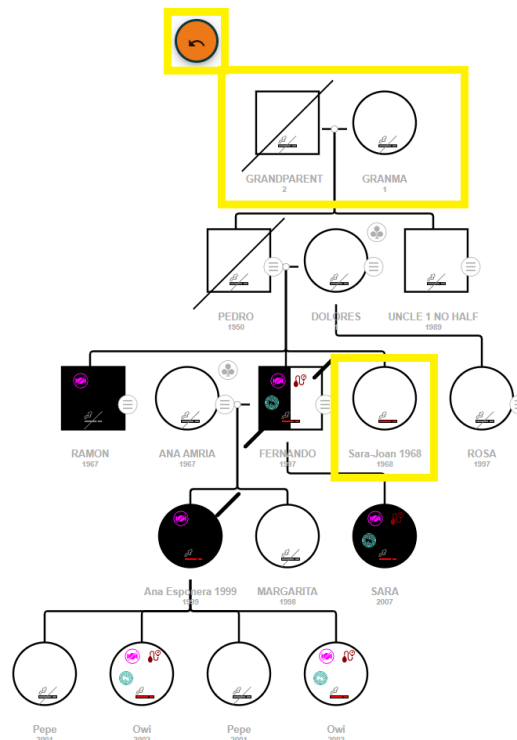 GRANDPARENT GRANMA
2 1
PEDRO DOLORES UNCLE 1 NO HALF
1950 1989
RAMON ANA AMRIA FERNANDO Sara-Joan 1968 ROSA
1967 1967 1968 1997
Ana Esponera 1999 MARGARITA SARA
1998 2007
Pepe Owi Pepe Owi